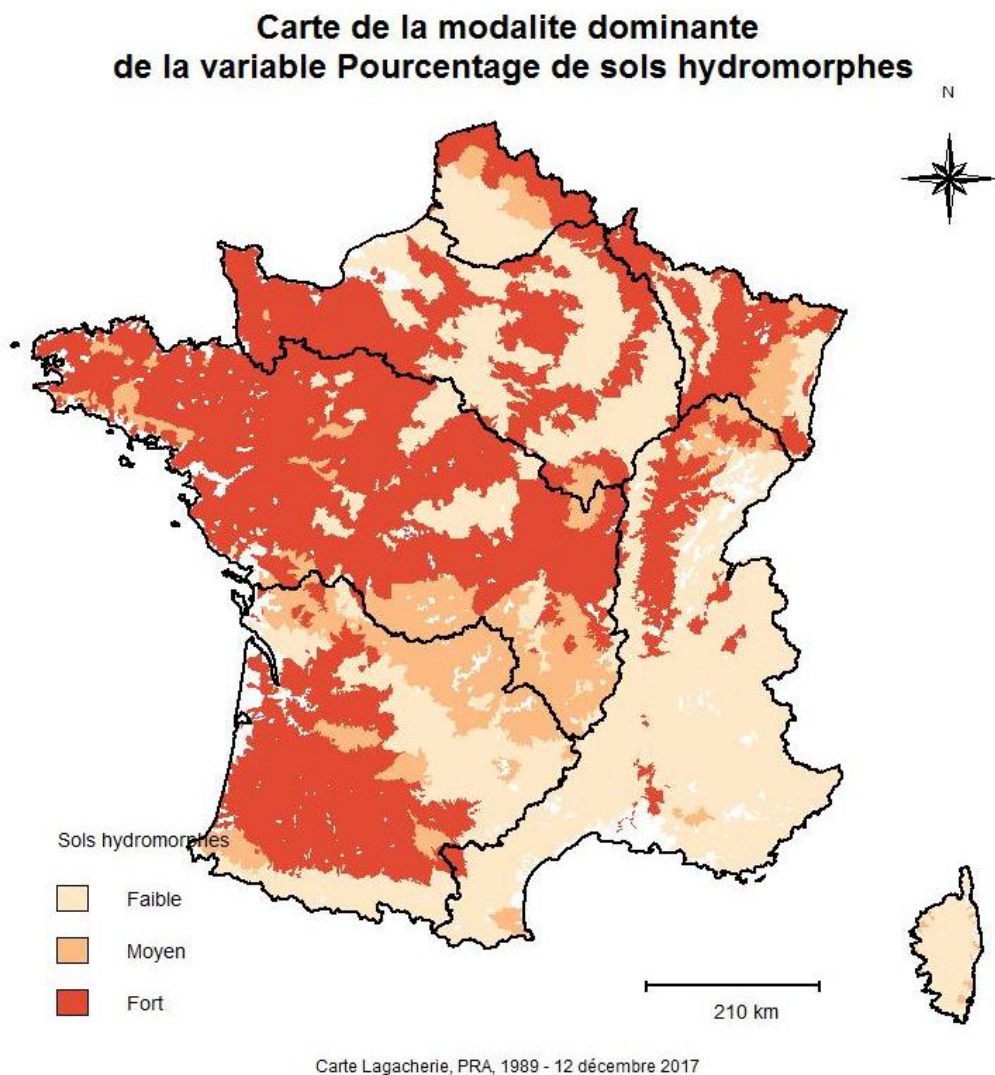 Carte de la modalite dominante
de la variable Pourcentage de sols hydromorphes
N
Sols hydromorphes
Faible
Moyen
Fort
210 km
Carte Lagacherie, PRA, 1989 - 12 décembre 2017